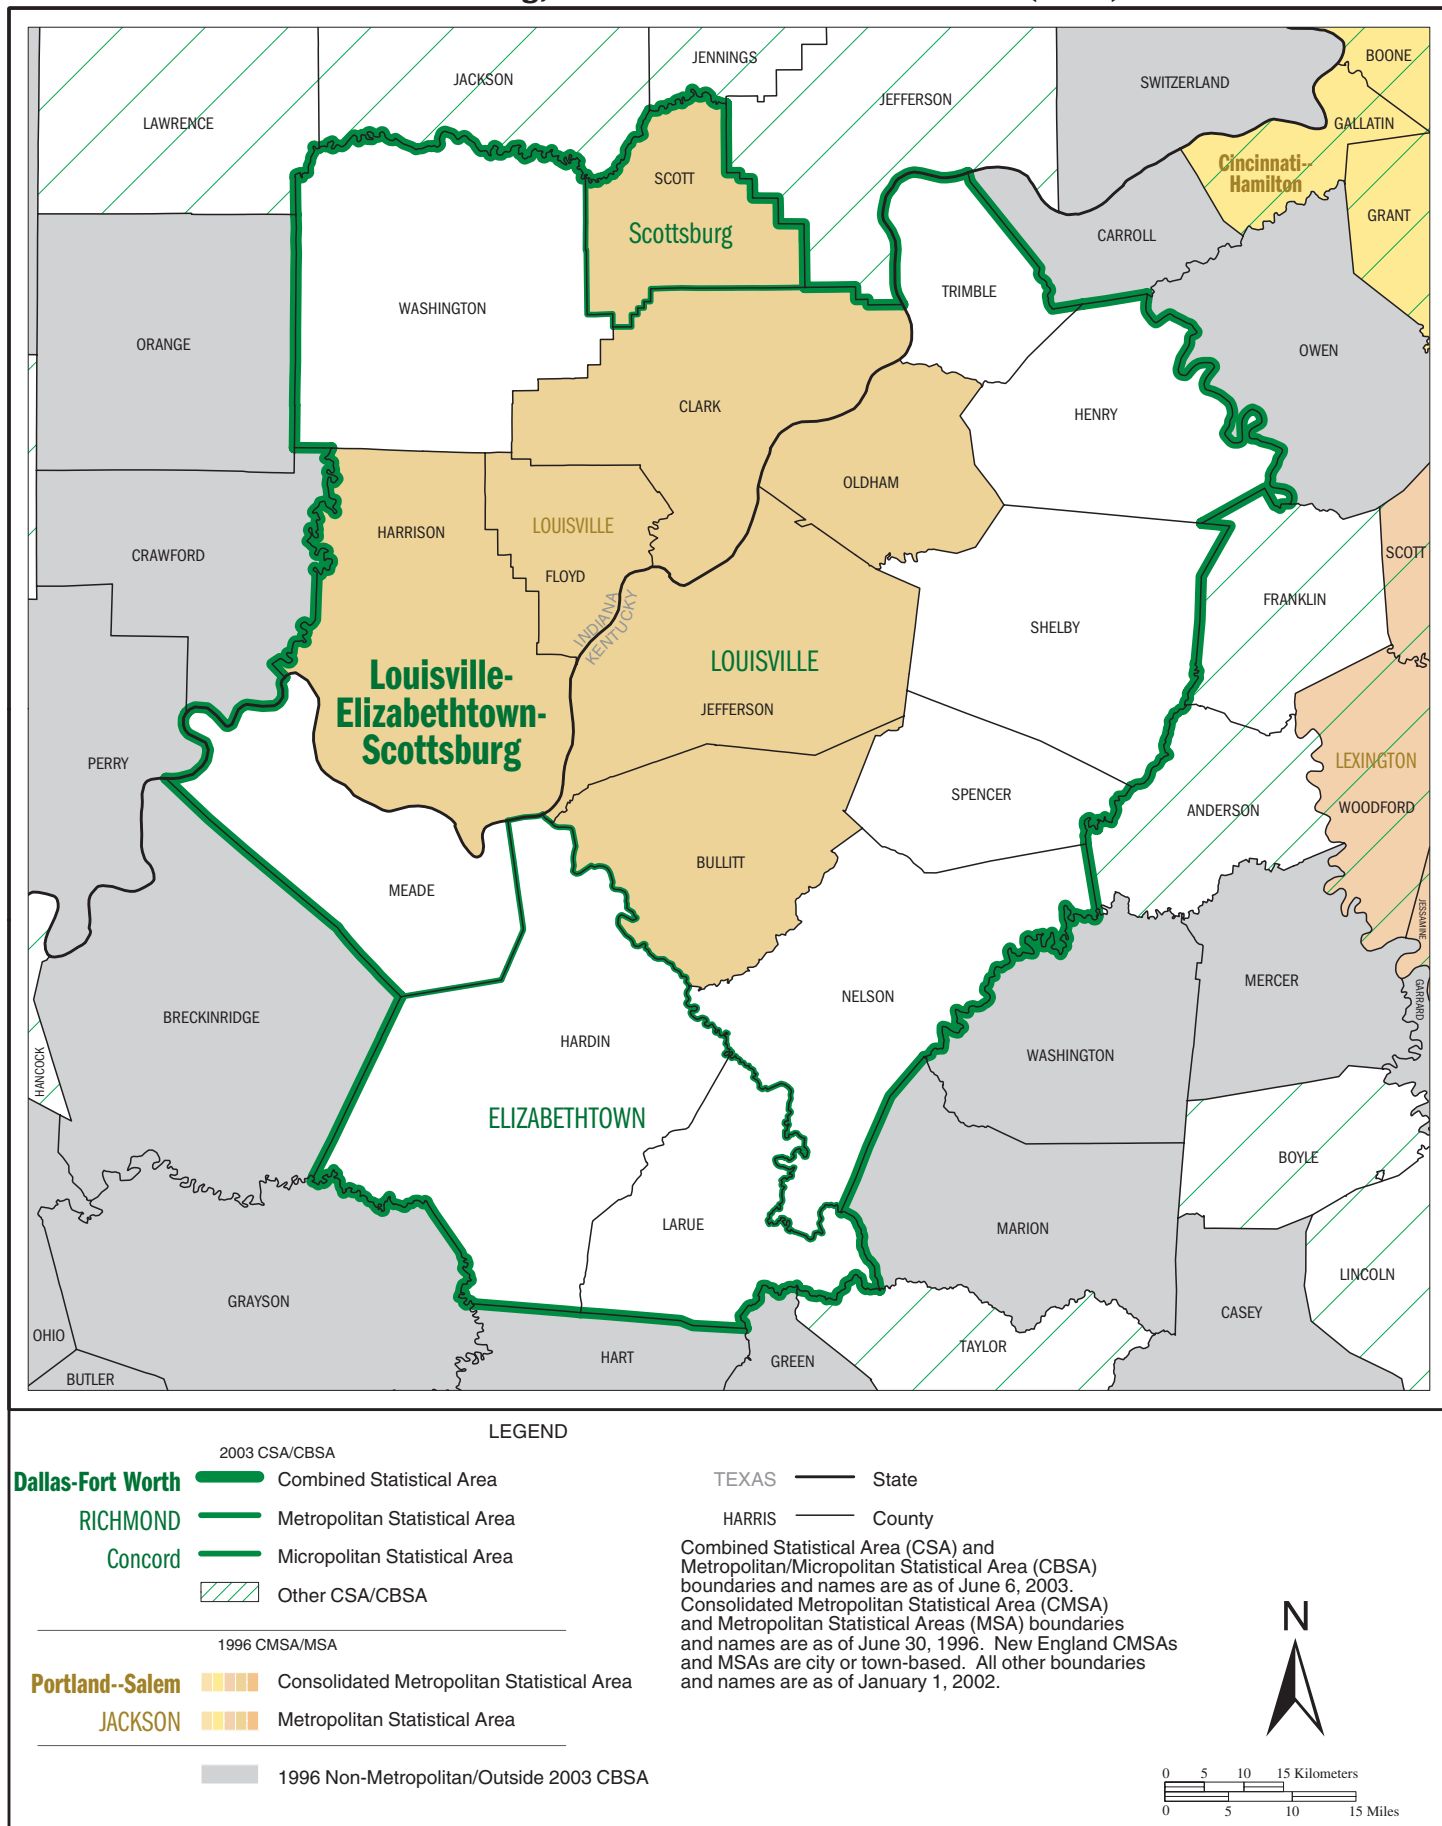 JENNINGS
BOONE
JACKSON
SWITZERLAND
JEFFERSON
LAWRENCE
GALLATIN
Cincinnati--
Hamilton
SCOTT
GRANT
Scottsburg
CARROLL
TRIMBLE
WASHINGTON
ORANGE
OWEN
CLARK
HENRY
OLDHAM
LOUISVILLE
HARRISON
SCOTT
CRAWFORD
FLOYD
FRANKLIN
INDIANA
KENTUCKY
SHELBY
LOUISVILLE
Louisville-
Elizabethtown-
Scottsburg
JEFFERSON
PERRY
LEXINGTON
SPENCER
ANDERSON
WOODFORD
BULLITT
MEADE
JESSAMINE
MERCER
NELSON
GARRARD
BRECKINRIDGE
HARDIN
WASHINGTON
HANCOCK
ELIZABETHTOWN
BOYLE
LARUE
MARION
LINCOLN
GRAYSON
CASEY
OHIO
TAYLOR
HART
GREEN
BUTLER
LEGEND
2003 CSA/CBSA
Dallas-Fort Worth Combined Statistical Area
RICHMOND Metropolitan Statistical Area
Concord Micropolitan Statistical Area
Other CSA/CBSA
1996 CMSA/MSA
Portland--Salem Consolidated Metropolitan Statistical Area
JACKSON Metropolitan Statistical Area
1996 Non-Metropolitan/Outside 2003 CBSA
TEXAS State
HARRIS County
Combined Statistical Area (CSA) and
Metropolitan/Micropolitan Statistical Area (CBSA)
boundaries and names are as of June 6, 2003.
Consolidated Metropolitan Statistical Area (CMSA)
and Metropolitan Statistical Areas (MSA) boundaries
and names are as of June 30, 1996. New England CMSAs
and MSAs are city or town-based. All other boundaries
and names are as of January 1, 2002.
N
0 5 10 15 Kilometers
0 5 10 15 Miles